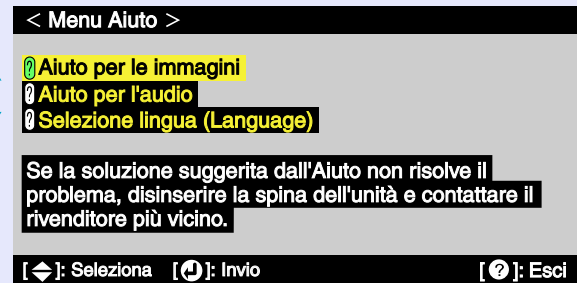 < Menu Aiuto >
?Aiuto per le immagini
?Aiuto per l'audio
?Selezione lingua (Language)
Se la soluzione suggerita dall'Aiuto non risolve il
problema, disinserire la spina dell'unità e contattare il
rivenditore più vicino.
[ ]: Seleziona [ ]: Invio [ ? ]: Esci